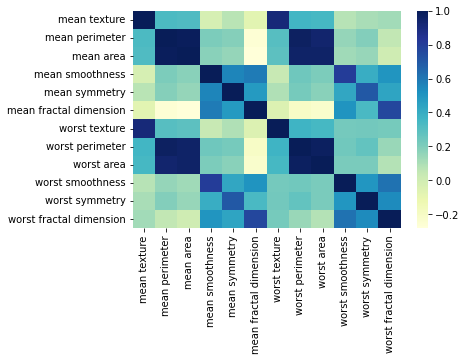 mean texture
mean perimeter
mean area
mean smoothness
mean symmetry
mean fractal dimension
worst texture
worst perimeter
worst area
worst smoothness
worst symmetry
worst fractal dimension
mean texture
mean perimeter
mean area
mean smoothness
mean symmetry
mean fractal dimension
worst texture
worst perimeter
worst area
worst smoothness
worst symmetry
worst fractal dimension
1.0
0.8
0.6
0.4
0.2
0.0
−0.2